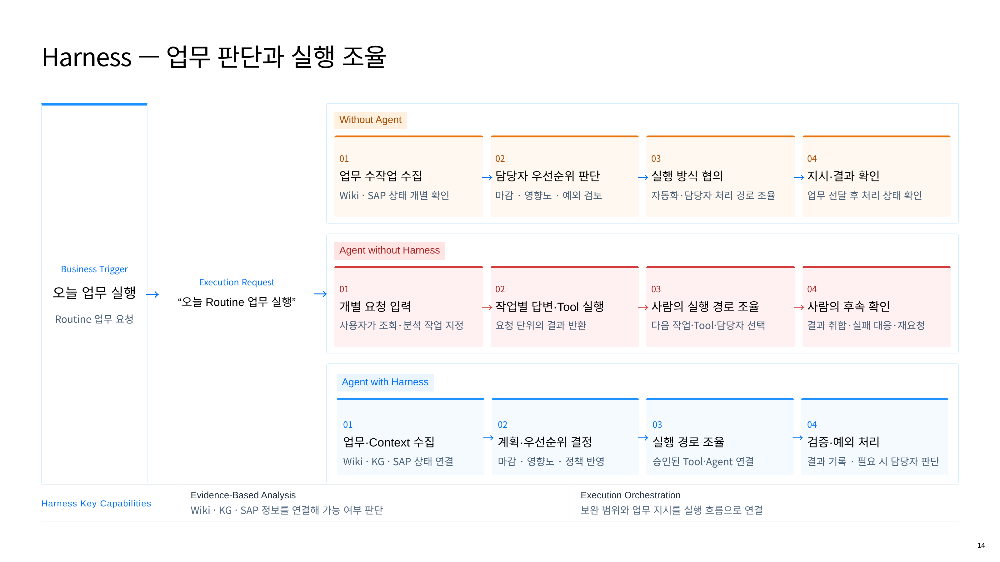 Harness — 업무 판단과 실행 조율
Business Trigger
오늘 업무 실행
Routine 업무 요청
→
Execution Request
“오늘 Routine 업무 실행”
→
Without Agent
01
업무 수작업 수집
Wiki · SAP 상태 개별 확인
→
02
담당자 우선순위 판단
마감 · 영향도 · 예외 검토
→
03
실행 방식 협의
자동화·담당자 처리 경로 조율
→
04
지시·결과 확인
업무 전달 후 처리 상태 확인
Agent without Harness
01
개별 요청 입력
사용자가 조회·분석 작업 지정
→
02
작업별 답변·Tool 실행
요청 단위의 결과 반환
→
03
사람의 실행 경로 조율
다음 작업·Tool·담당자 선택
→
04
사람의 후속 확인
결과 취합·실패 대응·재요청
Agent with Harness
01
업무·Context 수집
Wiki · KG · SAP 상태 연결
→
02
계획·우선순위 결정
마감 · 영향도 · 정책 반영
→
03
실행 경로 조율
승인된 Tool·Agent 연결
→
04
검증·예외 처리
결과 기록 · 필요 시 담당자 판단
Harness Key Capabilities
Evidence-Based Analysis
Wiki · KG · SAP 정보를 연결해 가능 여부 판단
Execution Orchestration
보완 범위와 업무 지시를 실행 흐름으로 연결
14